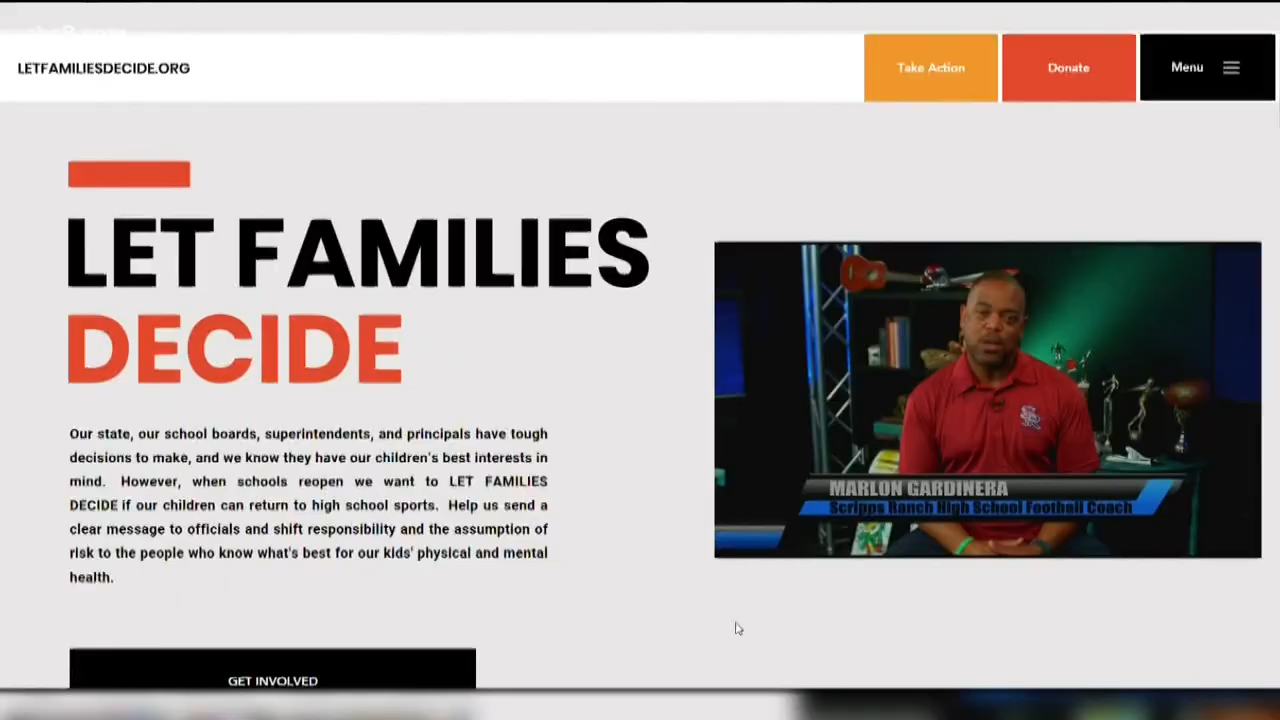 LETFAMILIESDECIDE.ORG
Take Action
Donate
Menu
LET FAMILIES
DECIDE
Our state, our school boards, superintendents, and principals have tough
decisions to make, and we know they have our children's best interests in
mind. However, when schools reopen we want to LET FAMILIES
DECIDE if our children can return to high school sports. Help us send a
clear message to officials and shift responsibility and the assumption of
risk to the people who know what's best for our kids' physical and mental
health.
MARLON GARDINERA
Scripps Ranch High School Football Coach
GET INVOLVED